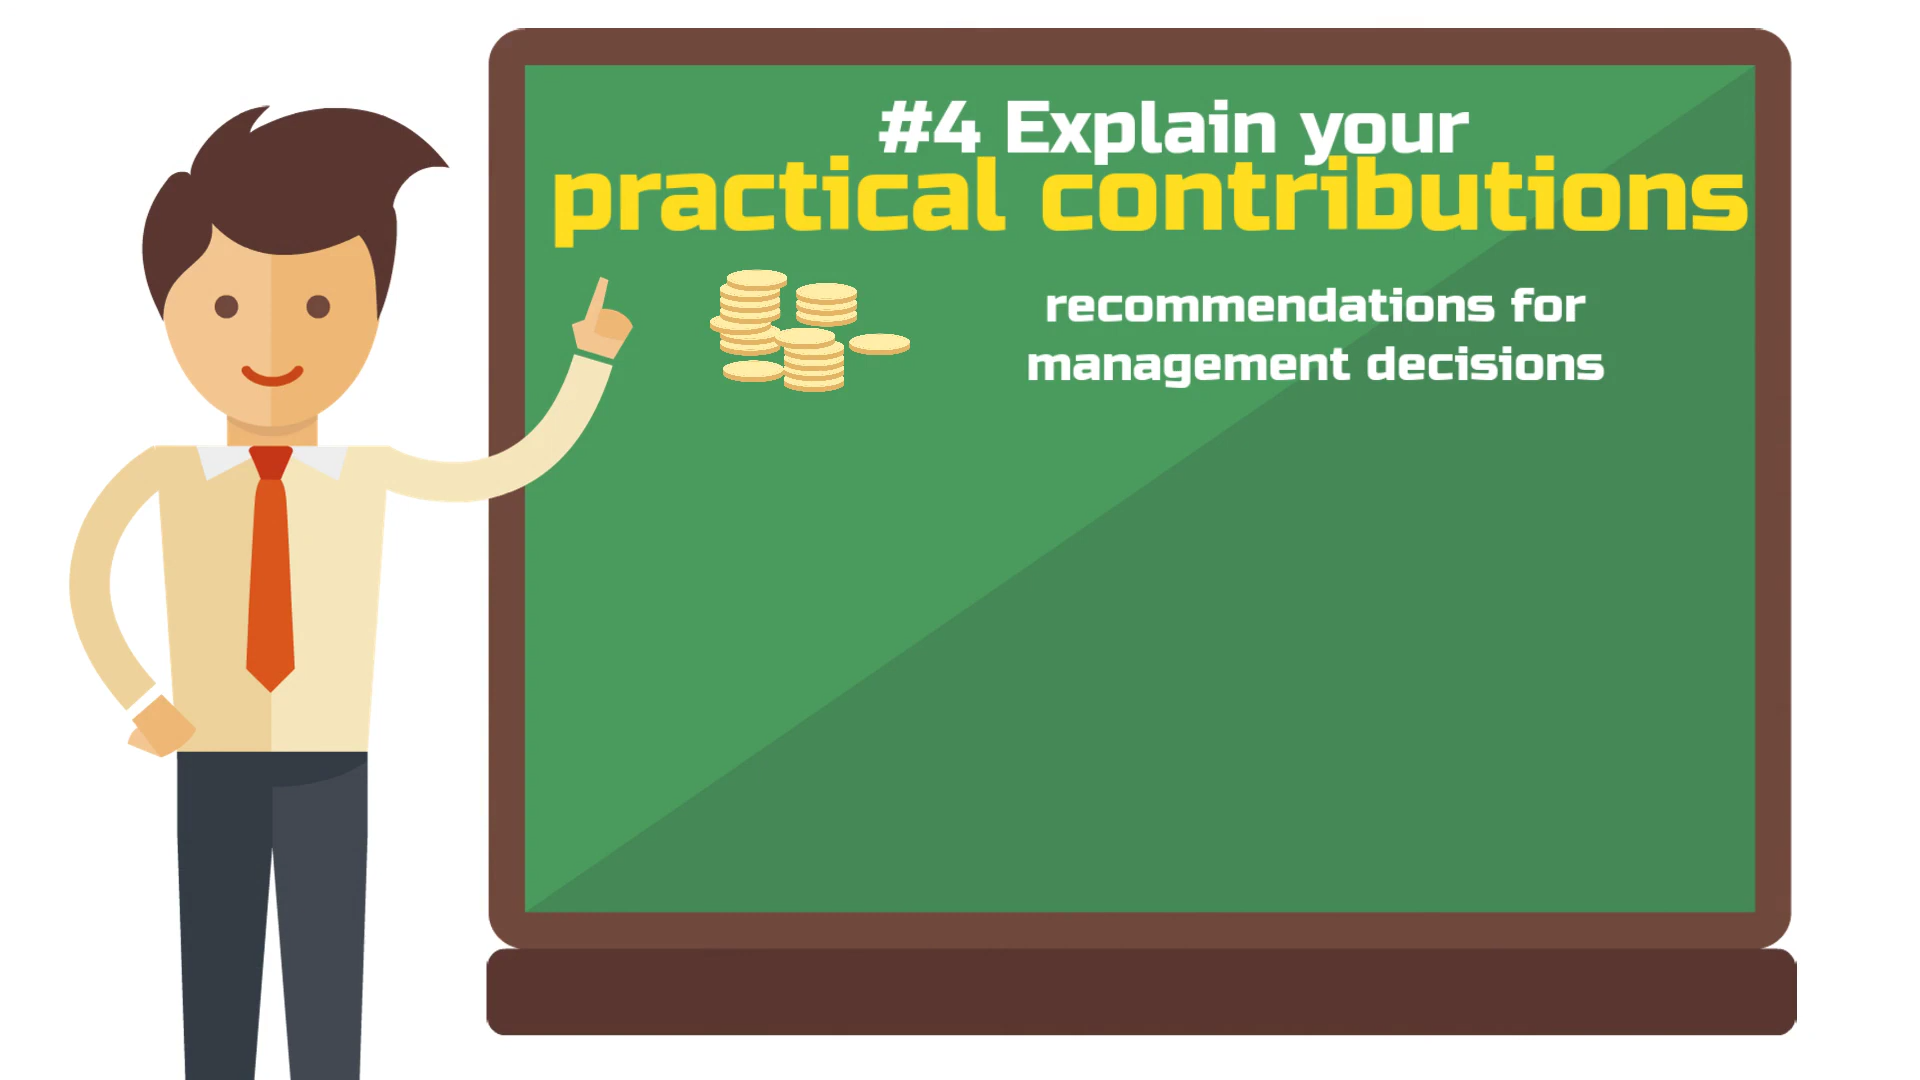 #4 Explain your
practical contributions
recommendations for
management decisions